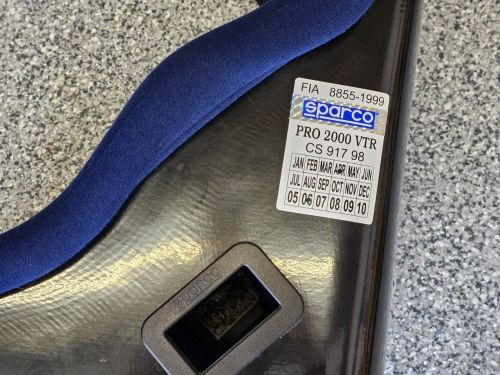 FIA 8855-1999
sparco
PRO 2000 VTR
CS 917 98
JAN FEB MAR APR MAY JUN
JUL AUG SEP OCT NOV DEC
05 06 07 08 09 10
sparco